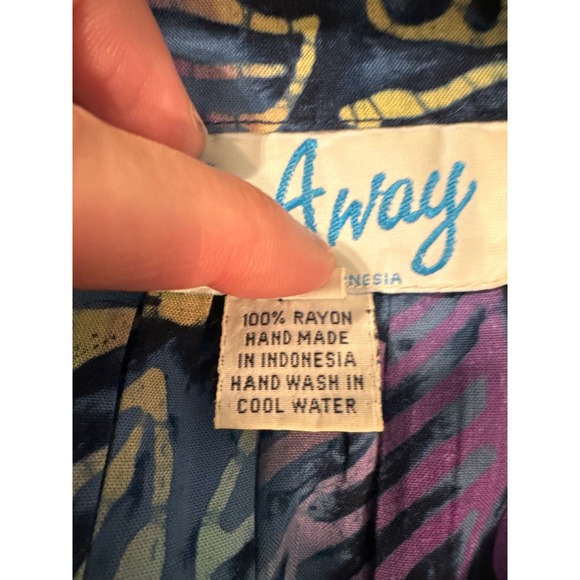 Away
NESIA
100% RAYON
HAND MADE
IN INDONESIA
HAND WASH IN
COOL WATER